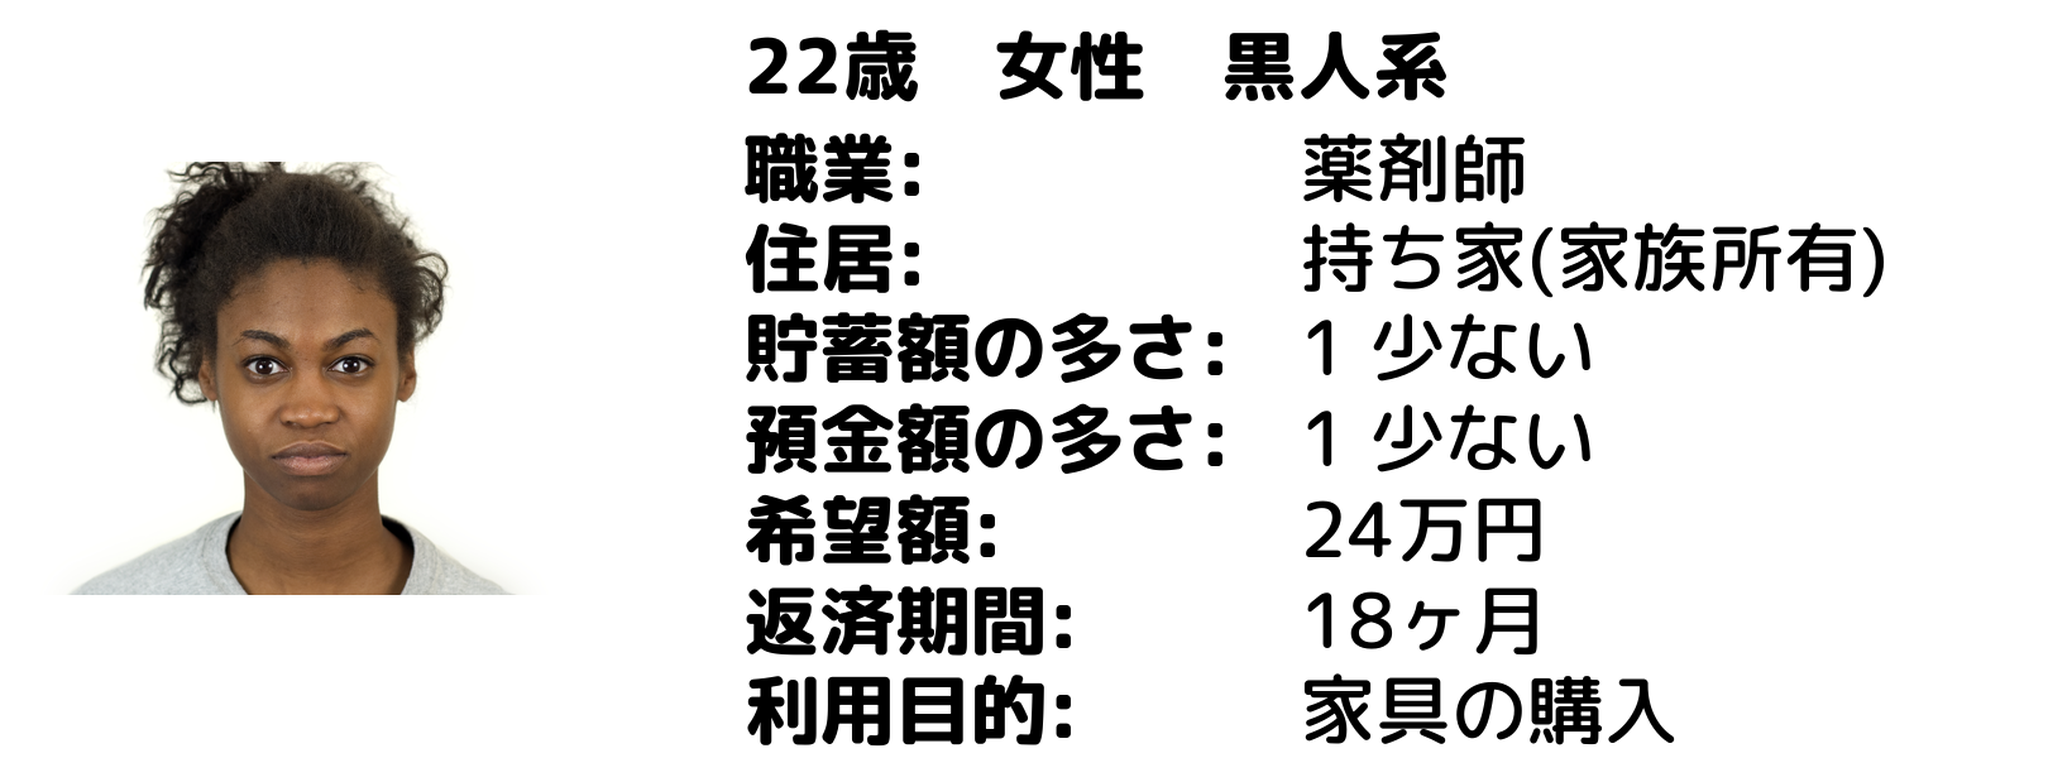 22歳　女性　黒人系
職業: 薬剤師
住居: 持ち家(家族所有)
貯蓄額の多さ: 1 少ない
預金額の多さ: 1 少ない
希望額: 24万円
返済期間: 18ヶ月
利用目的: 家具の購入